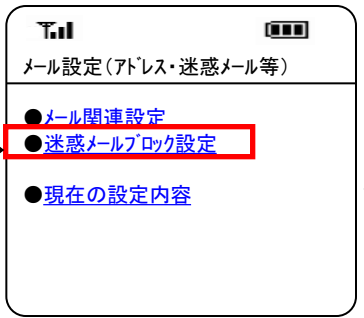 メール設定（アドレス・迷惑メール等）
●メール関連設定
●迷惑メールブロック設定
●現在の設定内容